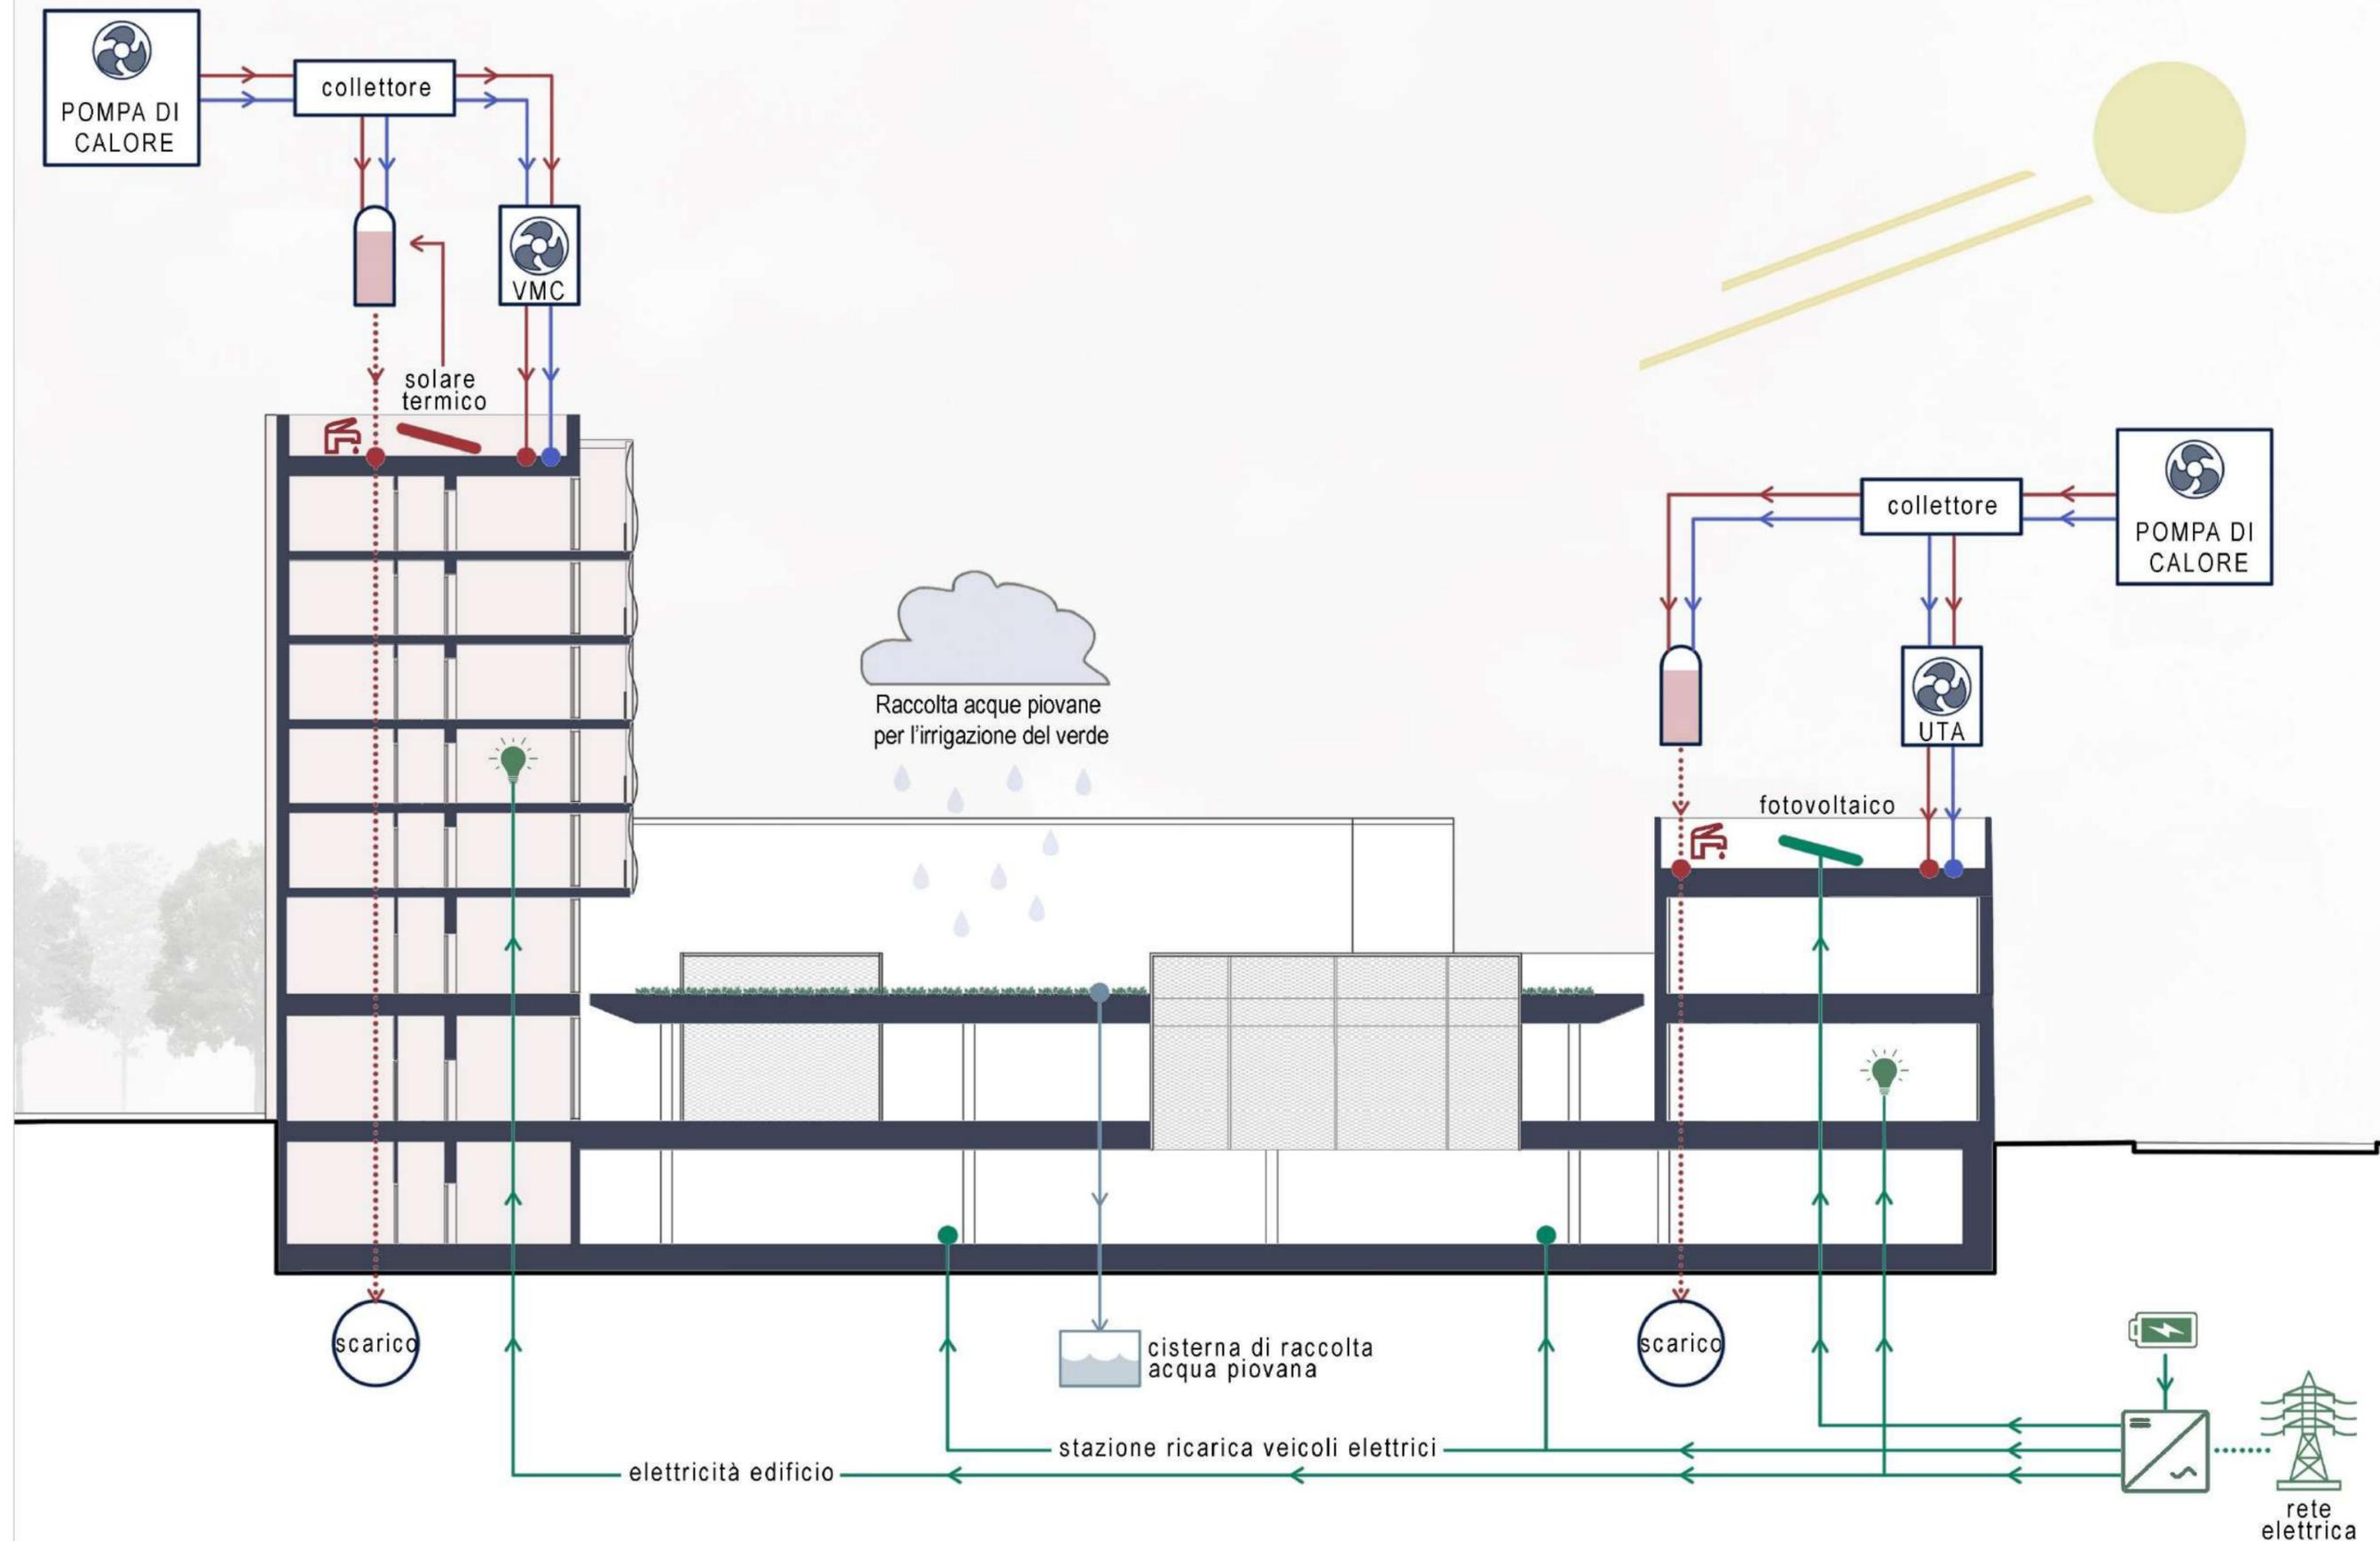 POMPA DI
CALORE
collettore
VMC
solare
termico
collettore
POMPA DI
CALORE
Raccolta acque piovane
per l'irrigazione del verde
UTA
fotovoltaico
scarico
cisterna di raccolta
acqua piovana
scarico
stazione ricarica veicoli elettrici
elettricità edificio
rete
elettrica